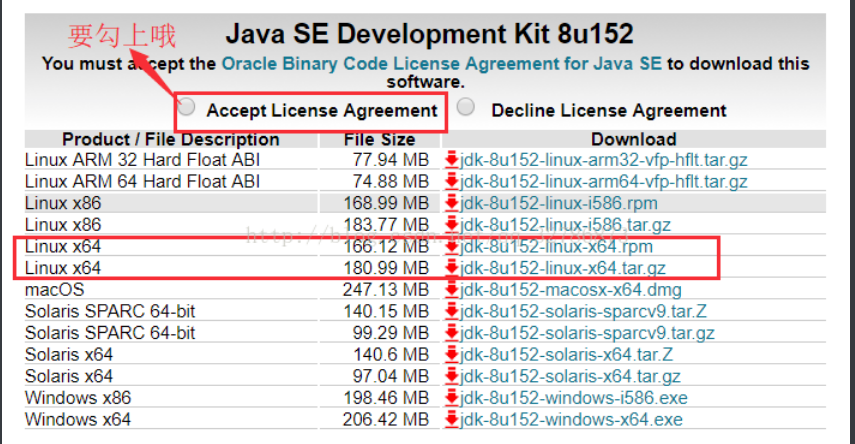 要勾上哦
Java SE Development Kit 8u152
You must accept the Oracle Binary Code License Agreement for Java SE to download this
software.
Accept License Agreement Decline License Agreement
Product / File Description File Size Download
Linux ARM 32 Hard Float ABI 77.94 MB jdk-8u152-linux-arm32-vfp-hflt.tar.gz
Linux ARM 64 Hard Float ABI 74.88 MB jdk-8u152-linux-arm64-vfp-hflt.tar.gz
Linux x86 168.99 MB jdk-8u152-linux-i586.rpm
Linux x86 183.77 MB jdk-8u152-linux-i586.tar.gz
Linux x64 166.12 MB jdk-8u152-linux-x64.rpm
Linux x64 180.99 MB jdk-8u152-linux-x64.tar.gz
macOS 247.13 MB jdk-8u152-macosx-x64.dmg
Solaris SPARC 64-bit 140.15 MB jdk-8u152-solaris-sparcv9.tar.Z
Solaris SPARC 64-bit 99.29 MB jdk-8u152-solaris-sparcv9.tar.gz
Solaris x64 140.6 MB jdk-8u152-solaris-x64.tar.Z
Solaris x64 97.04 MB jdk-8u152-solaris-x64.tar.gz
Windows x86 198.46 MB jdk-8u152-windows-i586.exe
Windows x64 206.42 MB jdk-8u152-windows-x64.exe